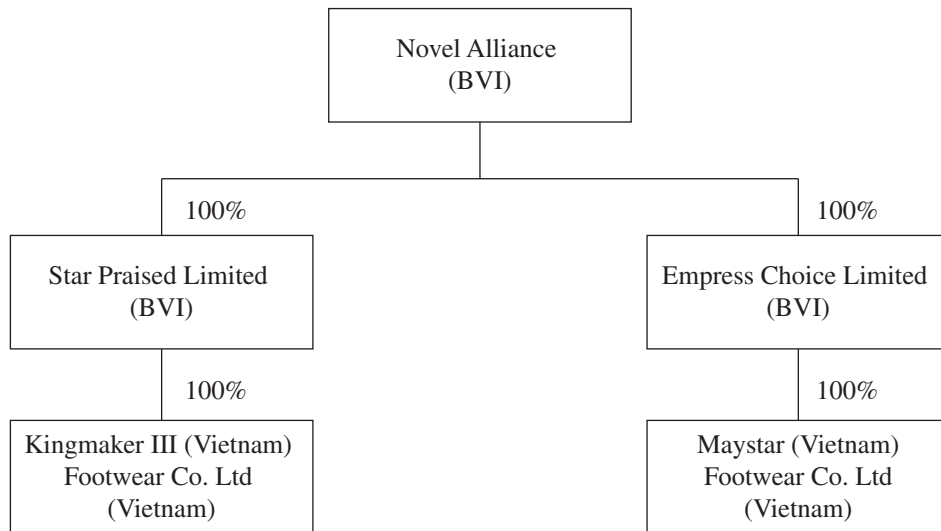 Novel Alliance
(BVI)
100%
100%
Star Praised Limited
(BVI)
Empress Choice Limited
(BVI)
100%
100%
Kingmaker III (Vietnam)
Footwear Co. Ltd
(Vietnam)
Maystar (Vietnam)
Footwear Co. Ltd
(Vietnam)